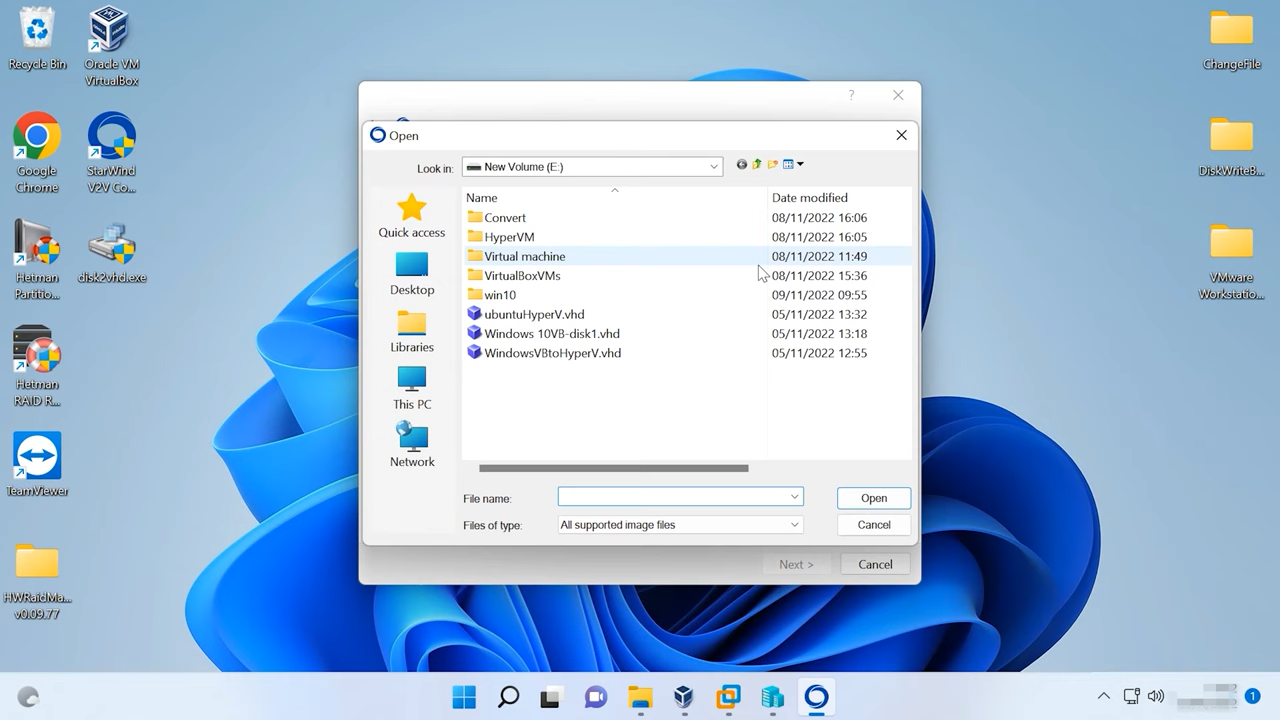 Recycle Bin
Oracle VM
VirtualBox
Google
Chrome
StarWind
V2V Co...
Hetman
Partitio...
disk2vhd.exe
Hetman
RAID R...
TeamViewer
HWRaidMa...
v0.09.77
ChangeFile
DiskWriteB...
VMware
Workstatio...
?
Open
Look in:
New Volume (E:)
Quick access
Desktop
Libraries
This PC
Network
Name Date modified
Convert 08/11/2022 16:06
HyperVM 08/11/2022 16:05
Virtual machine 08/11/2022 11:49
VirtualBoxVMs 08/11/2022 15:36
win10 09/11/2022 09:55
ubuntuHyperV.vhd 05/11/2022 13:32
Windows 10VB-disk1.vhd 05/11/2022 13:18
WindowsVBtoHyperV.vhd 05/11/2022 12:55
File name:
Open
Files of type: All supported image files
Cancel
Next >
Cancel
1